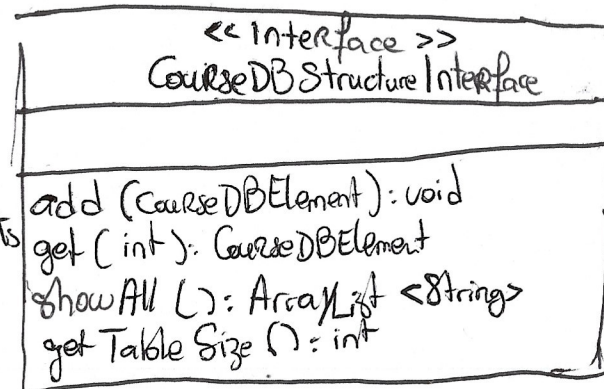 << Interface >>
CourseDBStructureInterface
add (CourseDBElement): void
get (int): CourseDBElement
showAll (): ArrayList <String>
getTableSize (): int